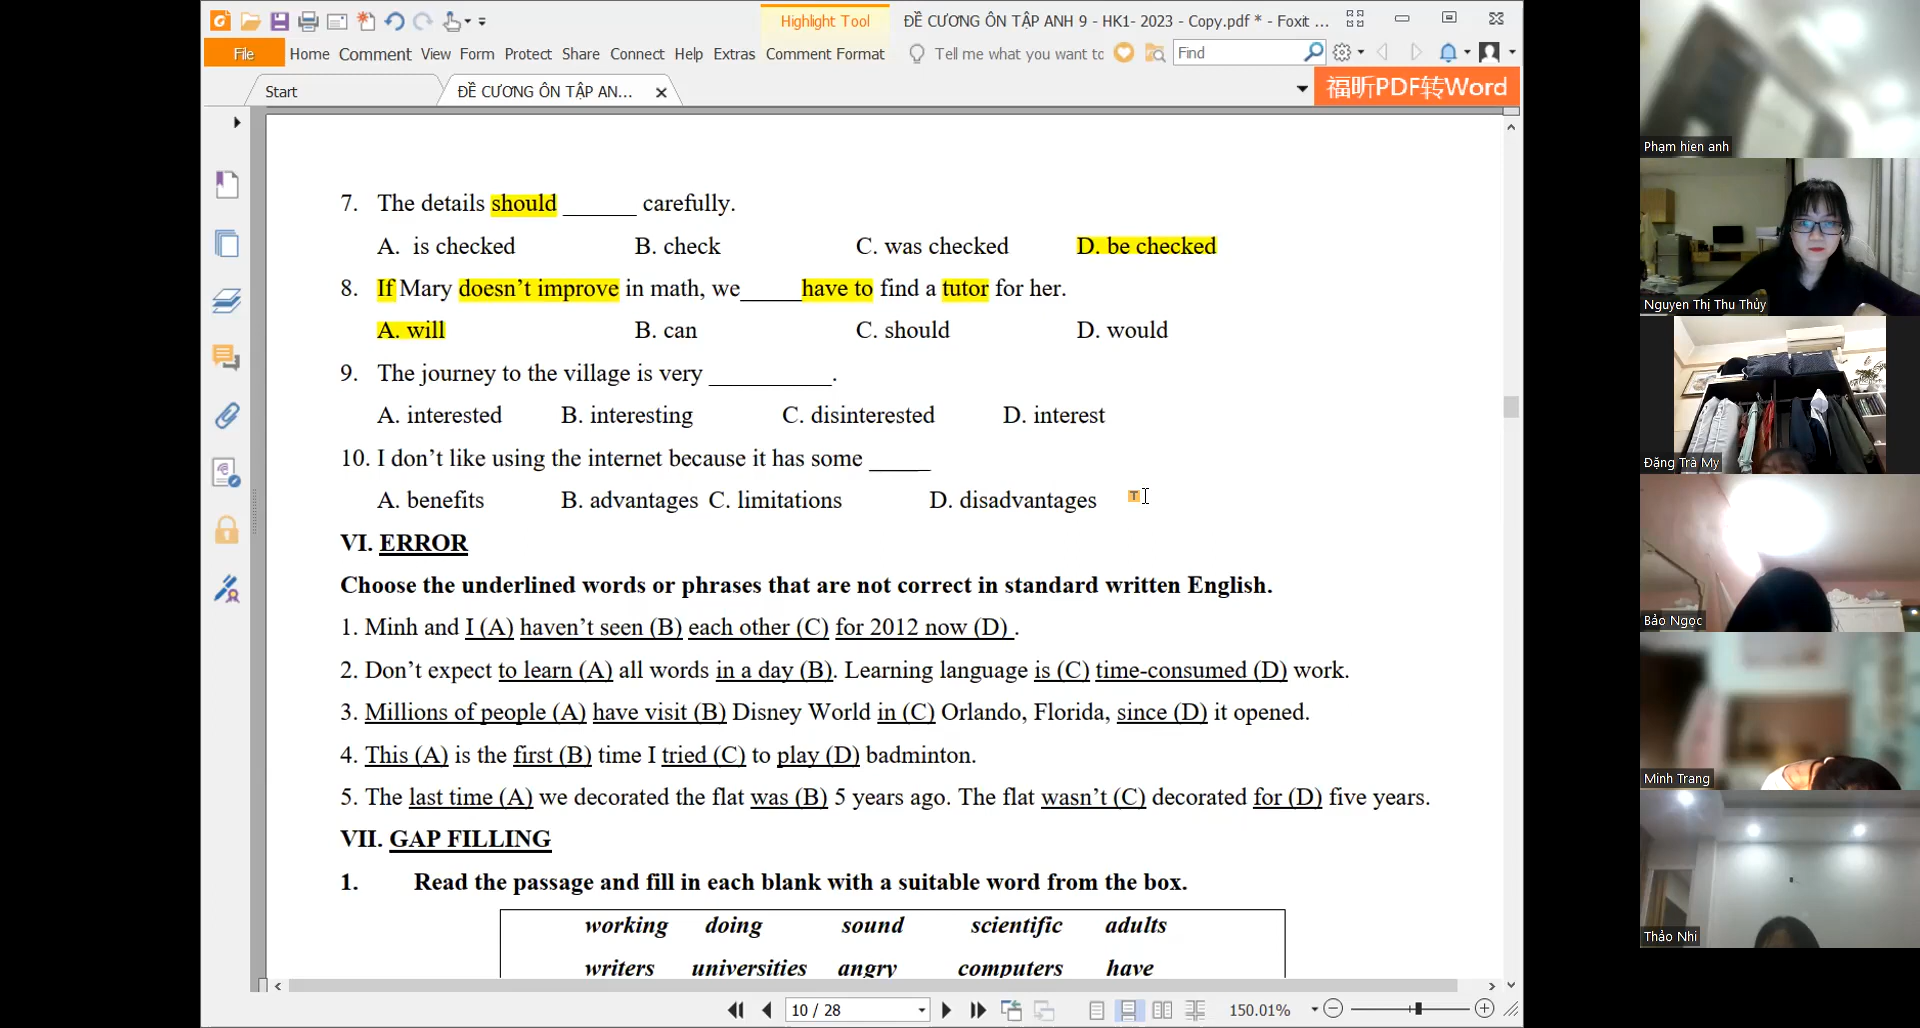 Highlight Tool
ĐỀ CƯƠNG ÔN TẬP ANH 9 - HK1- 2023 - Copy.pdf * - Foxit ...
File Home Comment View Form Protect Share Connect Help Extras Comment Format Tell me what you want to Find
Start ĐỀ CƯƠNG ÔN TẬP AN...
福昕PDF转Word
7. The details should ______ carefully.
A. is checked B. check C. was checked D. be checked
8. If Mary doesn't improve in math, we_____have to find a tutor for her.
A. will B. can C. should D. would
9. The journey to the village is very __________.
A. interested B. interesting C. disinterested D. interest
10. I don't like using the internet because it has some _____
A. benefits B. advantages C. limitations D. disadvantages
VI. ERROR
Choose the underlined words or phrases that are not correct in standard written English.
1. Minh and I (A) haven't seen (B) each other (C) for 2012 now (D) .
2. Don't expect to learn (A) all words in a day (B). Learning language is (C) time-consumed (D) work.
3. Millions of people (A) have visit (B) Disney World in (C) Orlando, Florida, since (D) it opened.
4. This (A) is the first (B) time I tried (C) to play (D) badminton.
5. The last time (A) we decorated the flat was (B) 5 years ago. The flat wasn't (C) decorated for (D) five years.
VII. GAP FILLING
1. Read the passage and fill in each blank with a suitable word from the box.
working doing sound scientific adults
writers universities angry computers have
10 / 28
150.01%
Phạm hien anh
Nguyen Thị Thu Thủy
Đặng Trà My
Bảo Ngọc
Minh Trang
Thảo Nhi